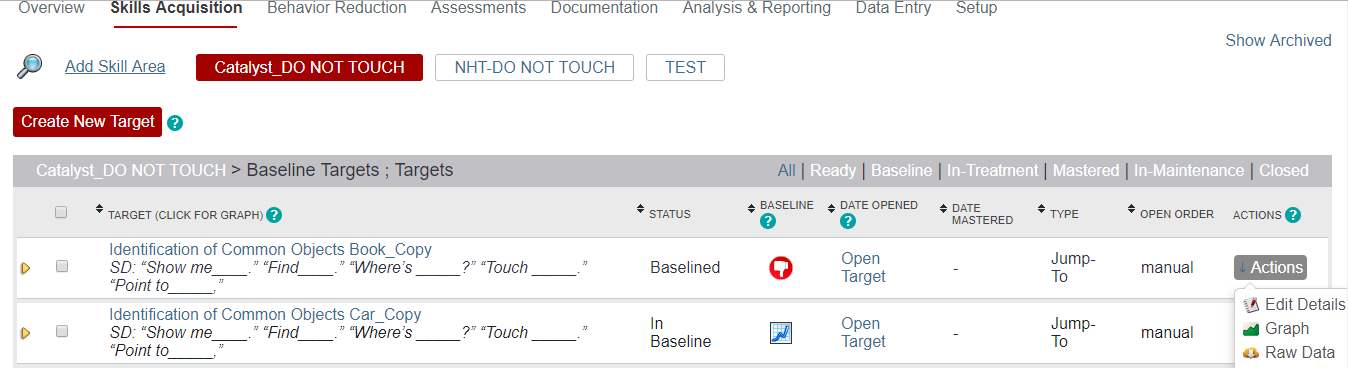 Overview Skills Acquisition Behavior Reduction Assessments Documentation Analysis & Reporting Data Entry Setup
Show Archived
Add Skill Area Catalyst_DO NOT TOUCH NHT-DO NOT TOUCH TEST
Create New Target ?
Catalyst_DO NOT TOUCH > Baseline Targets ; Targets All | Ready | Baseline | In-Treatment | Mastered | In-Maintenance | Closed
TARGET (CLICK FOR GRAPH) ? STATUS BASELINE ? DATE OPENED ? DATE MASTERED TYPE OPEN ORDER ACTIONS ?
Identification of Common Objects Book_Copy
SD: “Show me____.” “Find____.” “Where’s _____?” “Touch _____.”
“Point to_____,”
Baselined
Open
Target
-
Jump-
To
manual
↓ Actions
Identification of Common Objects Car_Copy
SD: “Show me____.” “Find____.” “Where’s _____?” “Touch _____.”
“Point to_____,”
In
Baseline
Open
Target
-
Jump-
To
manual
Edit Details
Graph
Raw Data